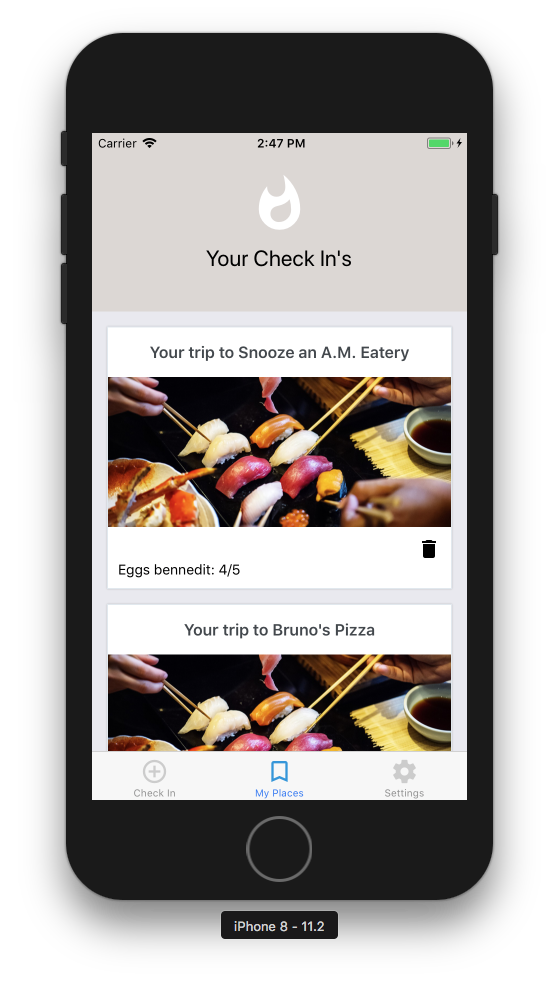 Carrier 2:47 PM
Your Check In's
Your trip to Snooze an A.M. Eatery
Eggs bennedit: 4/5
Your trip to Bruno's Pizza
Check In My Places Settings
iPhone 8 - 11.2